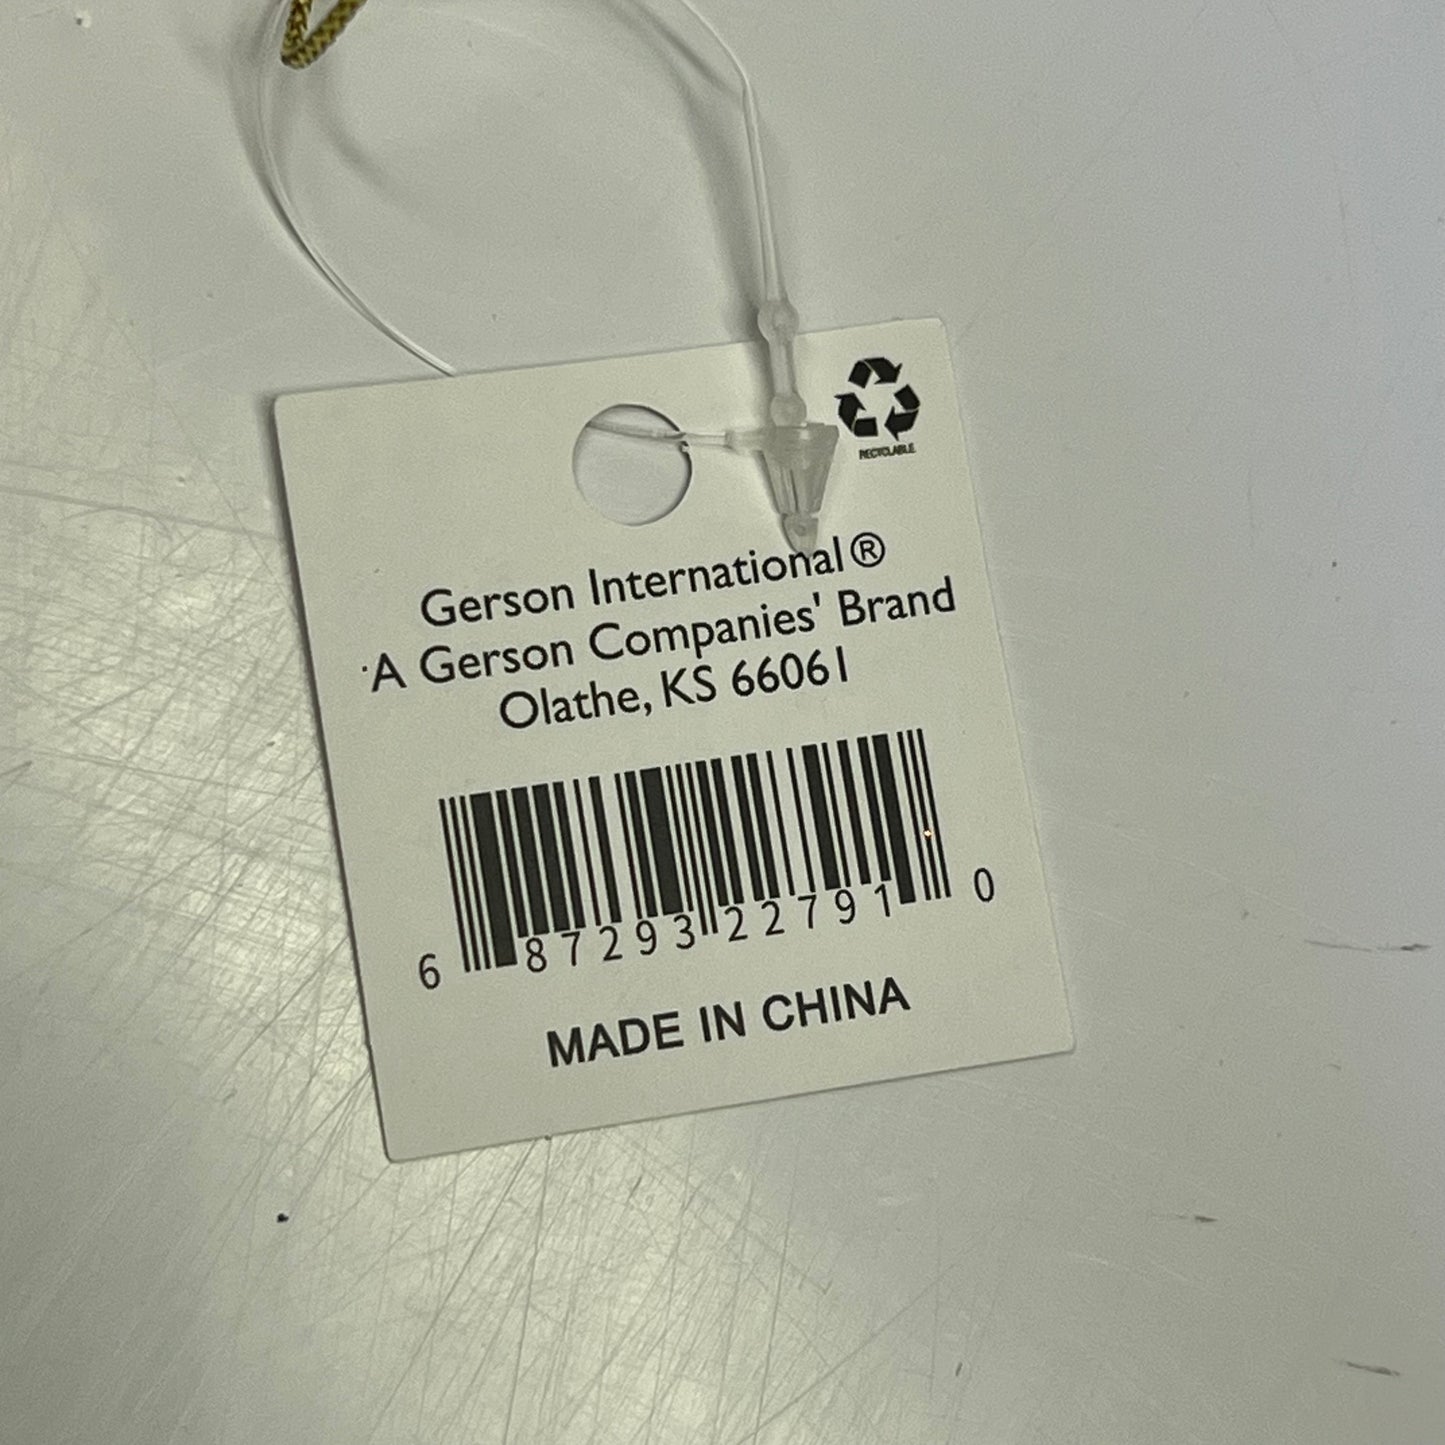 RECYCLABLE
Gerson International®
A Gerson Companies' Brand
Olathe, KS 66061
6 87293 22791 0
MADE IN CHINA